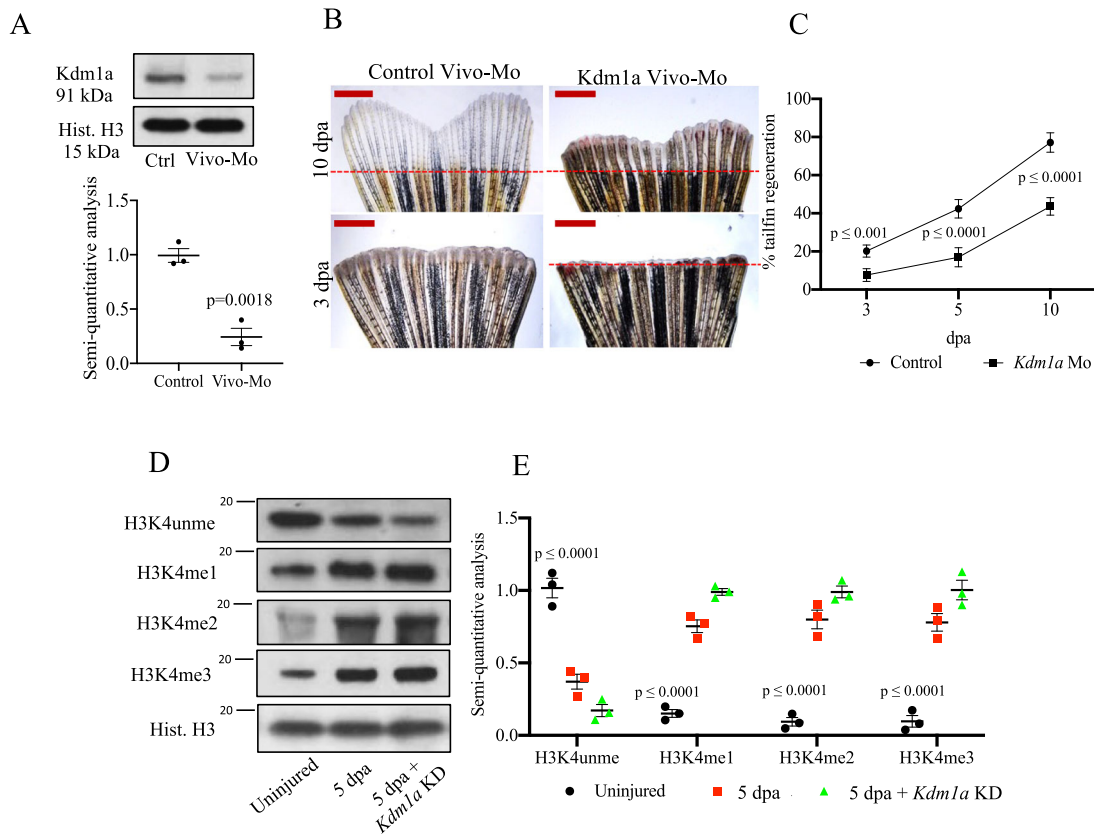 A
Kdm1a
91 kDa
Hist. H3
15 kDa
Ctrl Vivo-Mo
Semi-quantitative analysis
1.5
1.0
0.5
0.0
p=0.0018
Control Vivo-Mo
B
Control Vivo-Mo Kdm1a Vivo-Mo
10 dpa
3 dpa
C
% tailfin regeneration
100
80
60
40
20
0
p ≤ 0.001
p ≤ 0.0001
p ≤ 0.0001
3 5 10
dpa
Control Kdm1a Mo
D
H3K4unme 20
H3K4me1 20
H3K4me2 20
H3K4me3 20
Hist. H3 20
Uninjured
5 dpa
5 dpa +
Kdm1a KD
E
Semi-quantitative analysis
1.5
1.0
0.5
0.0
p ≤ 0.0001
p ≤ 0.0001
p ≤ 0.0001
p ≤ 0.0001
H3K4unme H3K4me1 H3K4me2 H3K4me3
Uninjured 5 dpa 5 dpa + Kdm1a KD